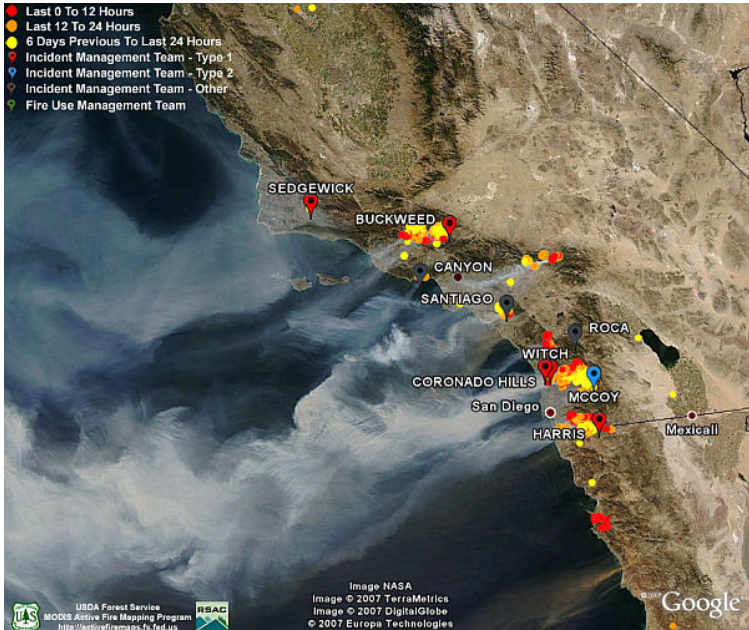 Last 0 To 12 Hours
Last 12 To 24 Hours
6 Days Previous To Last 24 Hours
Incident Management Team - Type 1
Incident Management Team - Type 2
Incident Management Team - Other
Fire Use Management Team
SEDGEWICK
BUCKWEED
CANYON
SANTIAGO
ROCA
WITCH
CORONADO HILLS
MCCOY
San Diego
HARRIS
Mexicali
Image NASA
Image © 2007 TerraMetrics
Image © 2007 DigitalGlobe
© 2007 Europa Technologies
©2007 Google™
UAS
USDA Forest Service
MODIS Active Fire Mapping Program
http://activefiremaps.fs.fed.us
RSAC